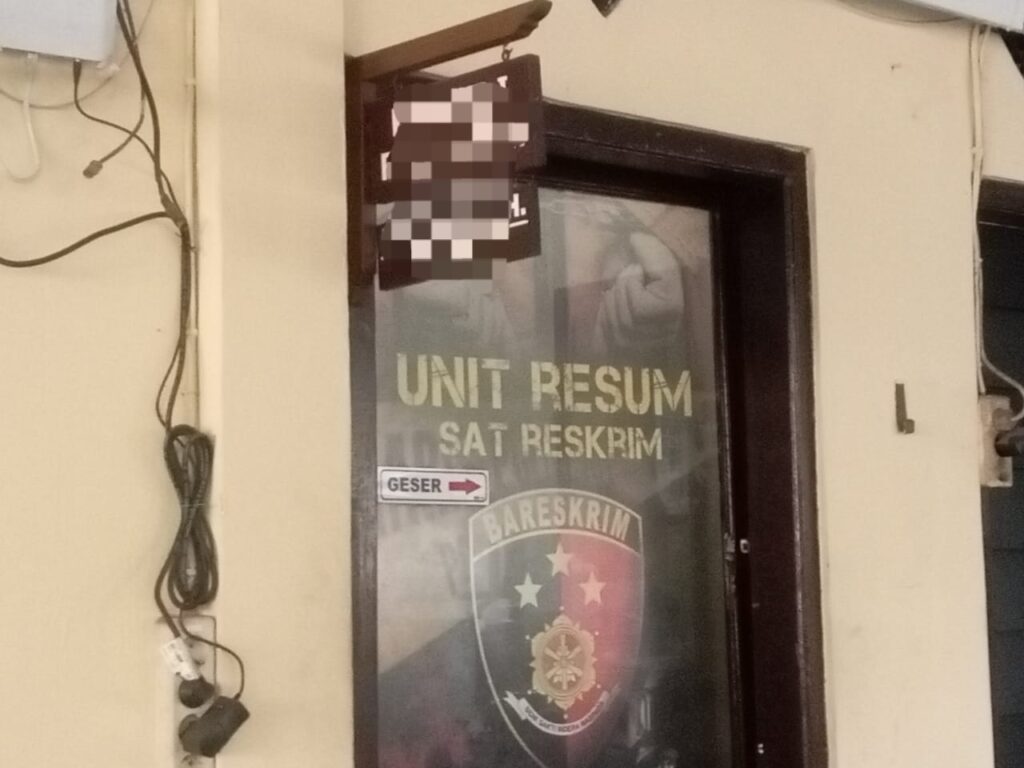 H.
UNIT RESUM
SAT RESKRIM
GESER
BARESKRIM